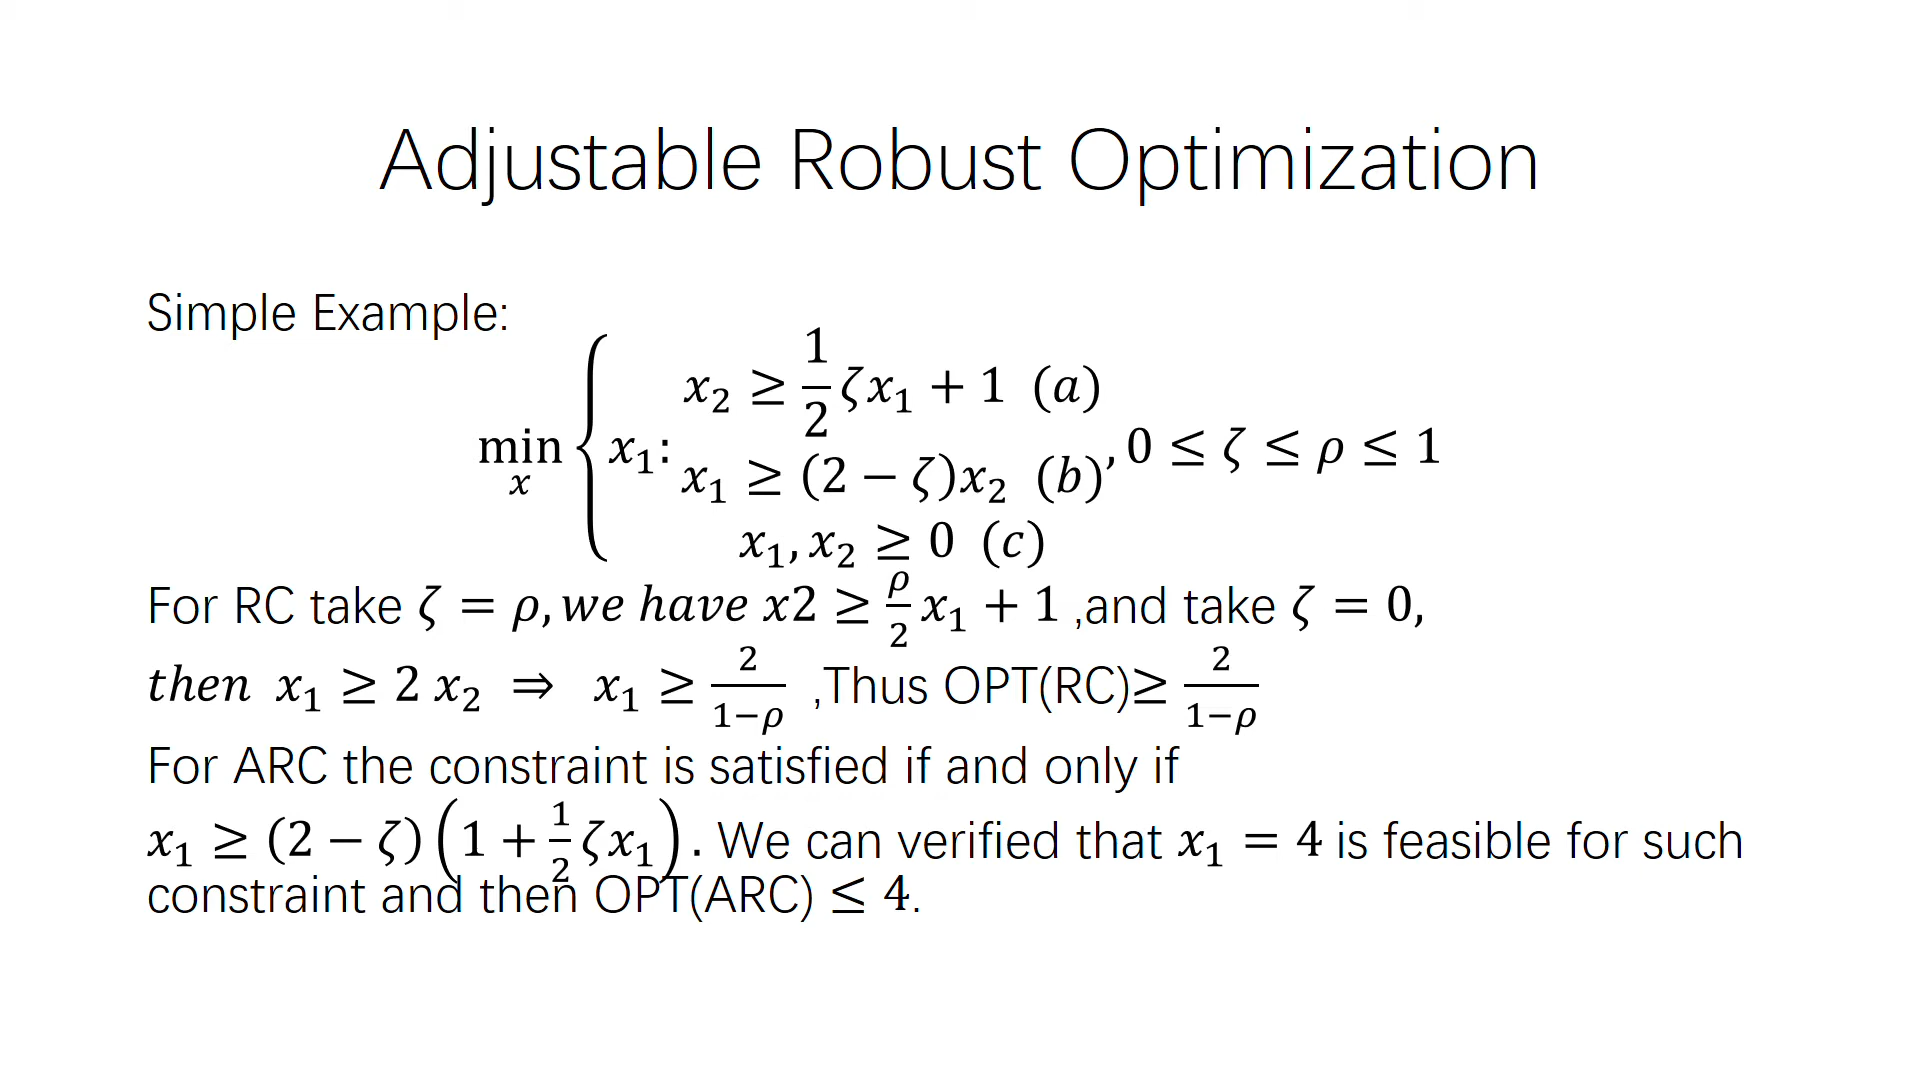 Adjustable Robust Optimization
Simple Example:
min_x { x₁: x₂ ≥ 1/2 ζx₁ + 1 (a)
x₁ ≥ (2 − ζ)x₂ (b)
x₁, x₂ ≥ 0 (c)
, 0 ≤ ζ ≤ ρ ≤ 1
For RC take ζ = ρ, we have x2 ≥ ρ/2 x₁ + 1 ,and take ζ = 0,
then x₁ ≥ 2 x₂ ⇒ x₁ ≥ 2/(1−ρ) ,Thus OPT(RC)≥ 2/(1−ρ)
For ARC the constraint is satisfied if and only if
x₁ ≥ (2 − ζ)(1 + 1/2 ζx₁). We can verified that x₁ = 4 is feasible for such
constraint and then OPT(ARC) ≤ 4.